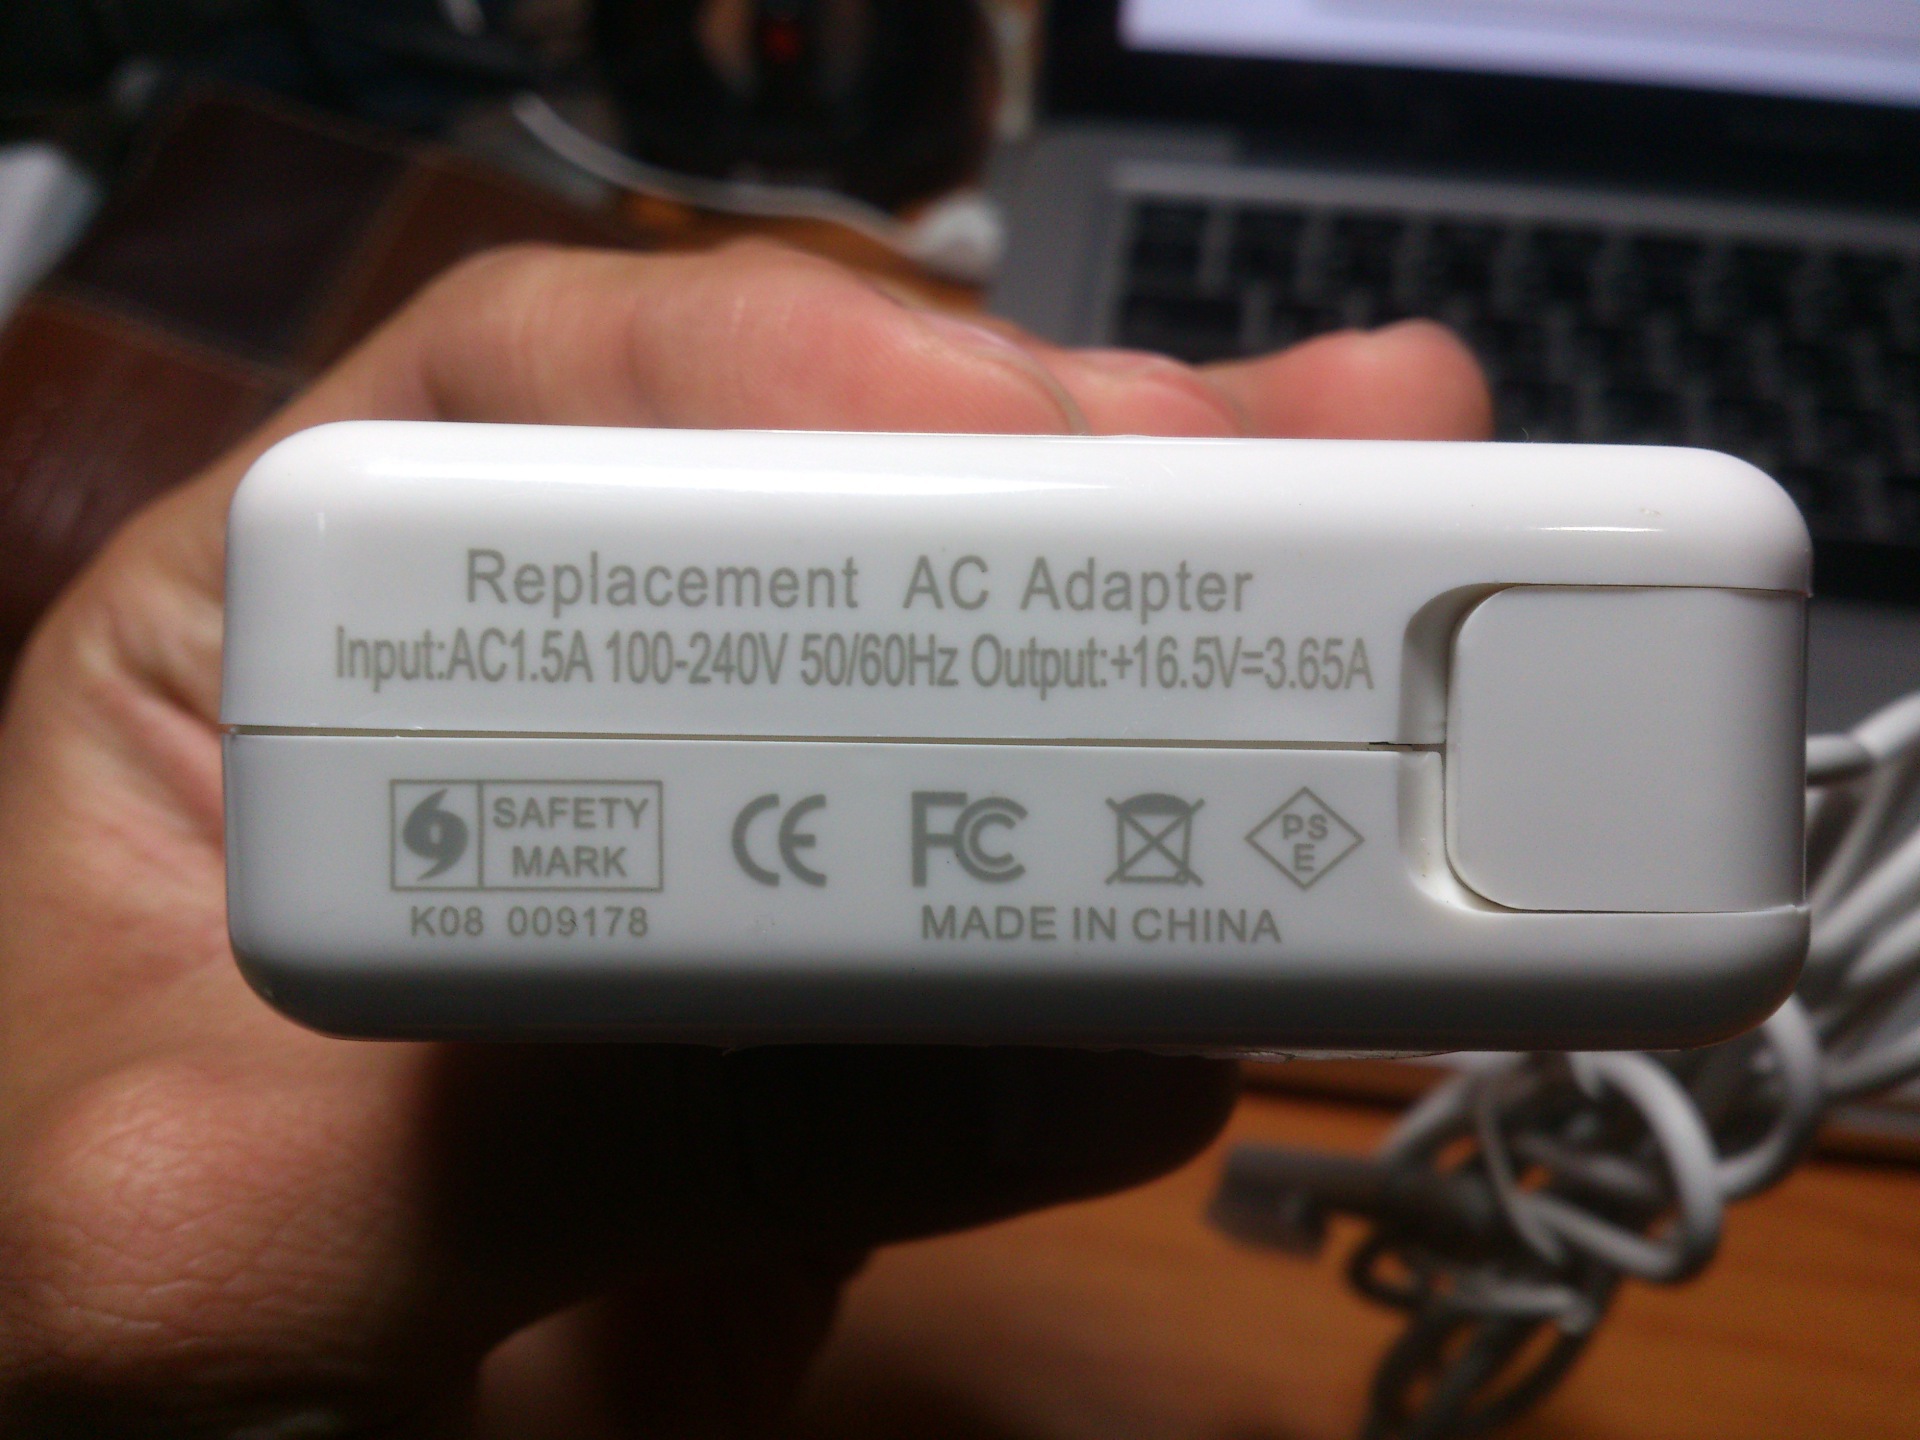 Replacement AC Adapter
Input:AC1.5A 100-240V 50/60Hz Output:+16.5V=3.65A
SAFETY
MARK
CE FC PS
E
K08 009178
MADE IN CHINA